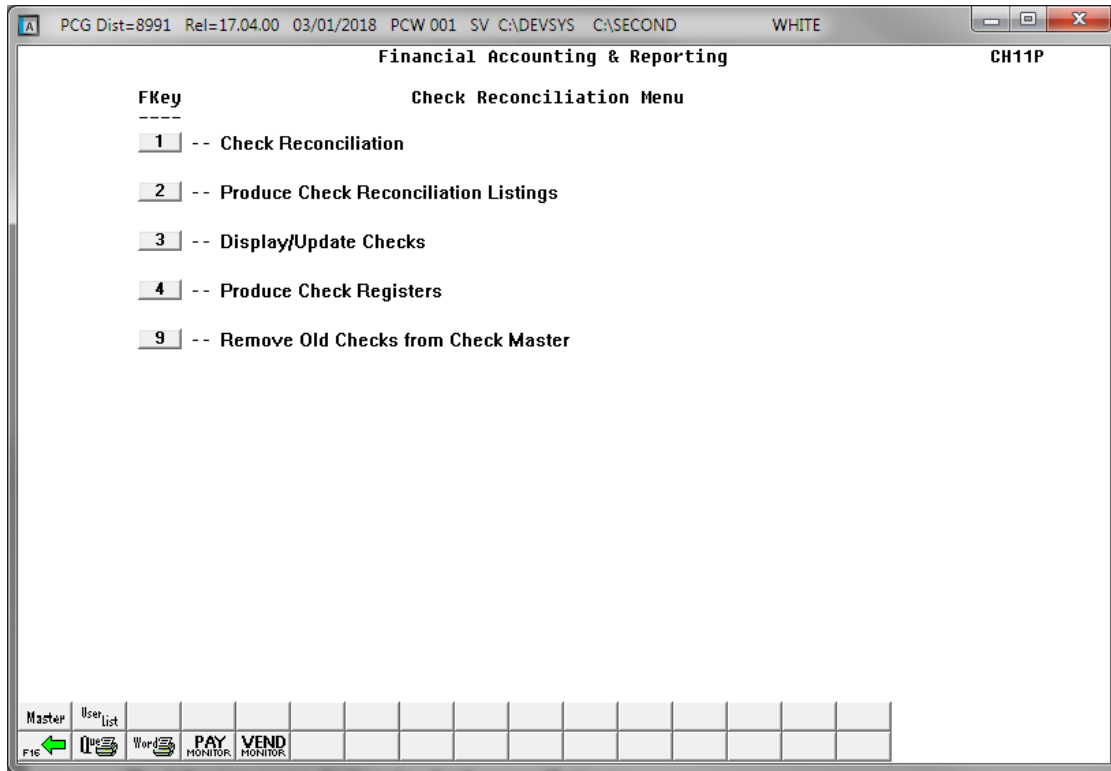 A PCG Dist=8991 Rel=17.04.00 03/01/2018 PCW 001 SV C:\DEVSYS C:\SECOND WHITE
Financial Accounting & Reporting CH11P
FKey Check Reconciliation Menu
----
1 -- Check Reconciliation
2 -- Produce Check Reconciliation Listings
3 -- Display/Update Checks
4 -- Produce Check Registers
9 -- Remove Old Checks from Check Master
Master User List
F16 Que Word PAY MONITOR VEND MONITOR